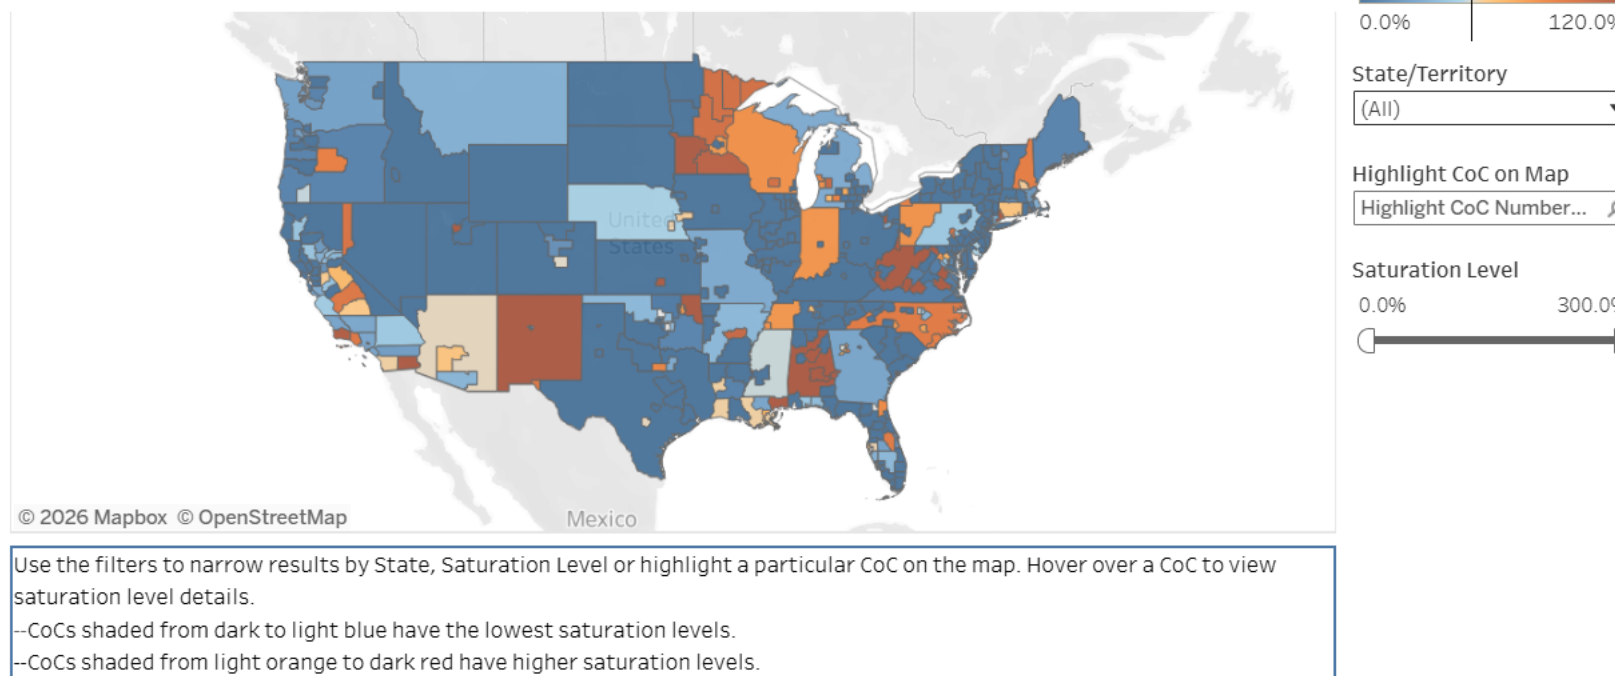 0.0%
120.0%
State/Territory
(All)
Highlight CoC on Map
Highlight CoC Number...
Saturation Level
0.0%
300.0%
United
States
Mexico
© 2026 Mapbox © OpenStreetMap
Use the filters to narrow results by State, Saturation Level or highlight a particular CoC on the map. Hover over a CoC to view
saturation level details.
--CoCs shaded from dark to light blue have the lowest saturation levels.
--CoCs shaded from light orange to dark red have higher saturation levels.